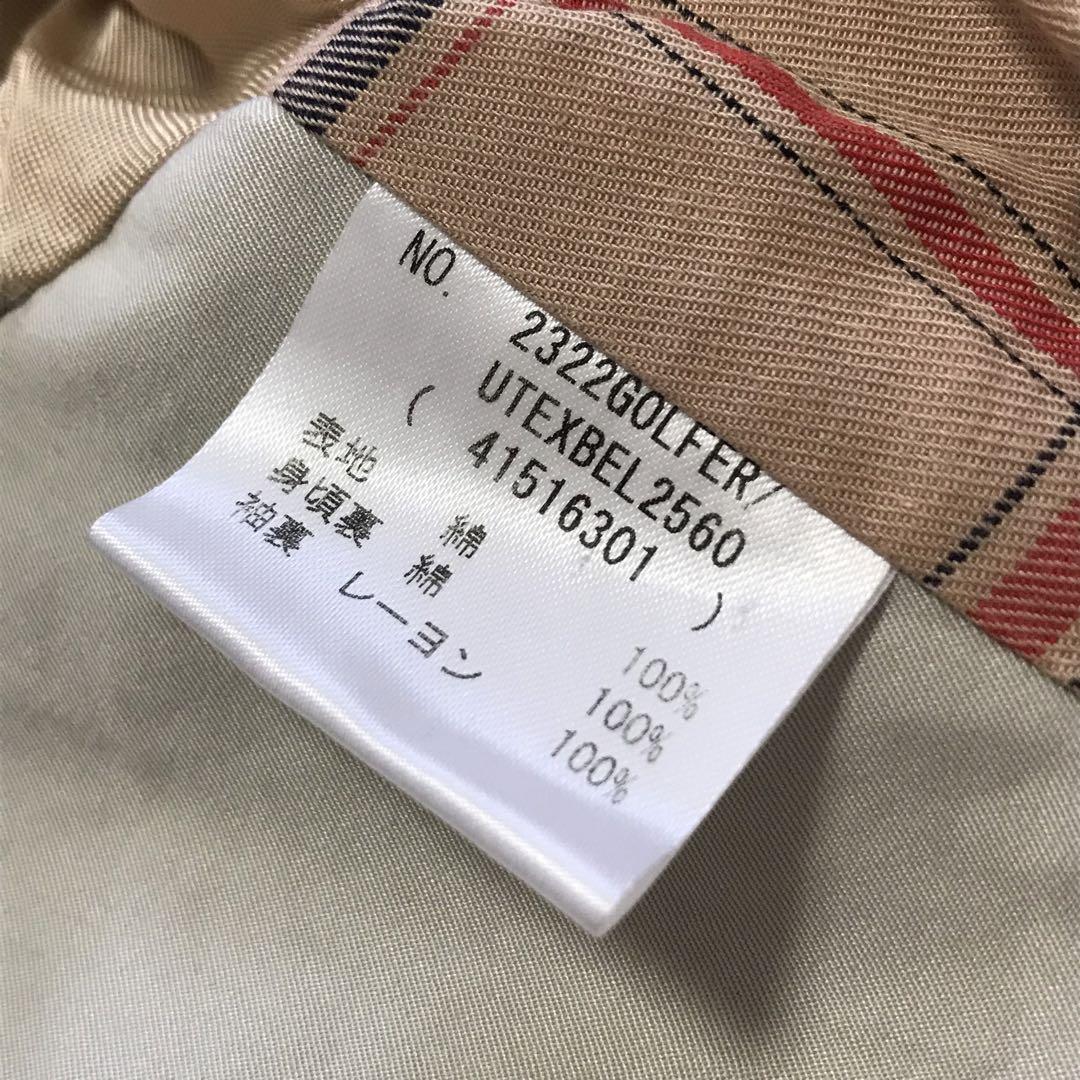 NO. 2322GOLFER/
UTEXBEL2560
( 41516301 )
表地 綿 100%
身頃裏 綿 100%
袖裏 レーヨン 100%